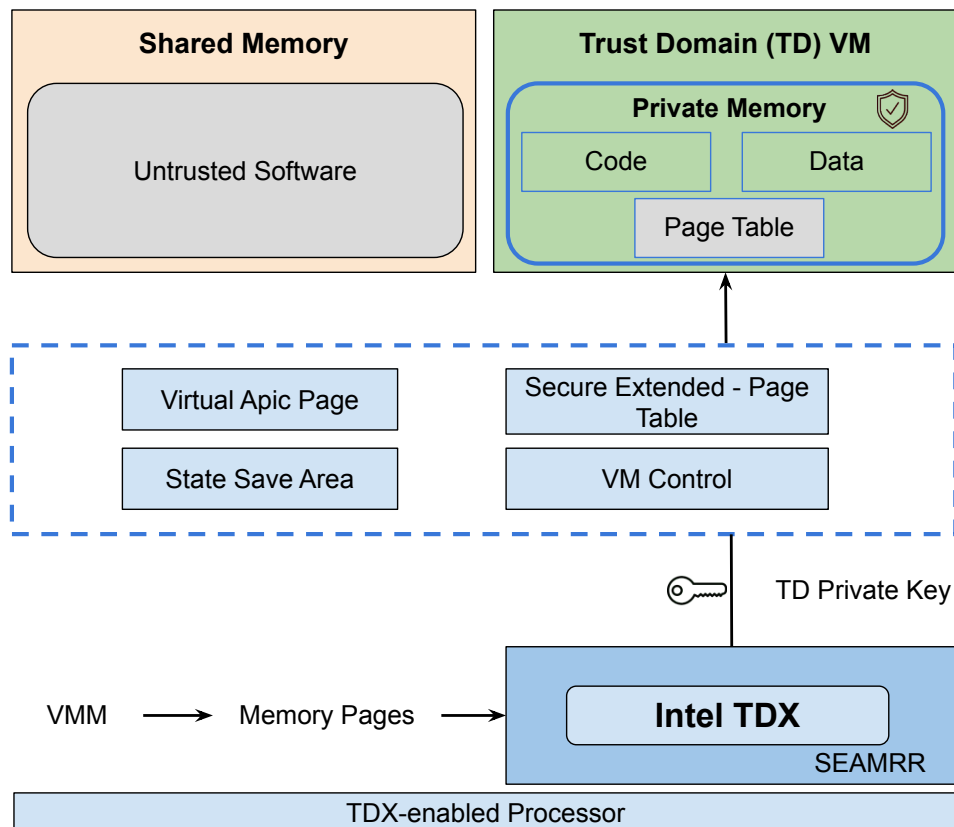 Shared Memory
Untrusted Software
Trust Domain (TD) VM
Private Memory
Code
Data
Page Table
Virtual Apic Page
Secure Extended - Page
Table
State Save Area
VM Control
TD Private Key
VMM
Memory Pages
Intel TDX
SEAMRR
TDX-enabled Processor